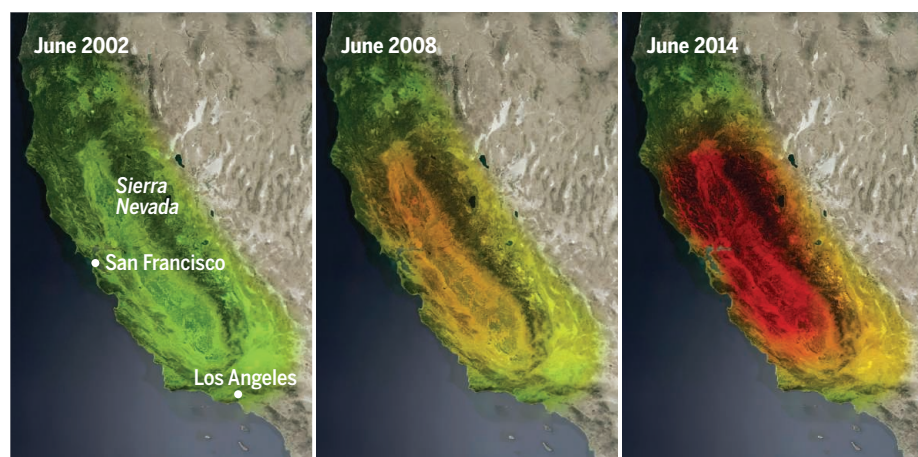 June 2002
Sierra
Nevada
San Francisco
Los Angeles
June 2008
June 2014